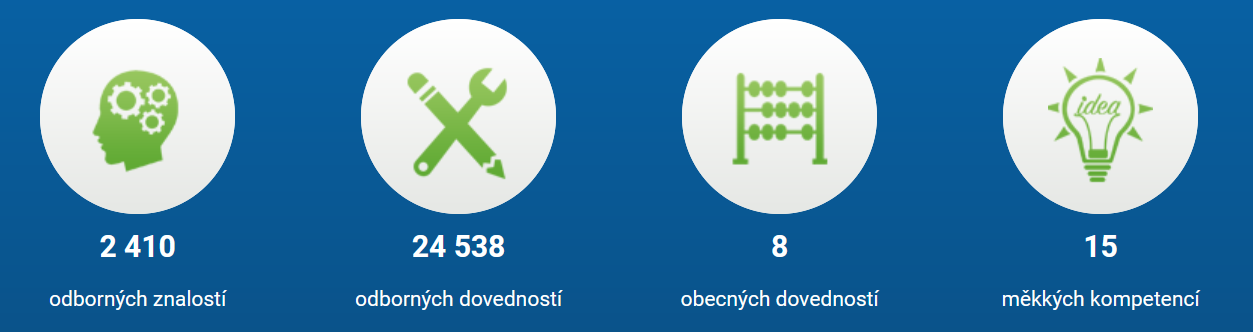 idea
2 410
24 538
8
15
odborných znalostí
odborných dovedností
obecných dovedností
měkkých kompetencí